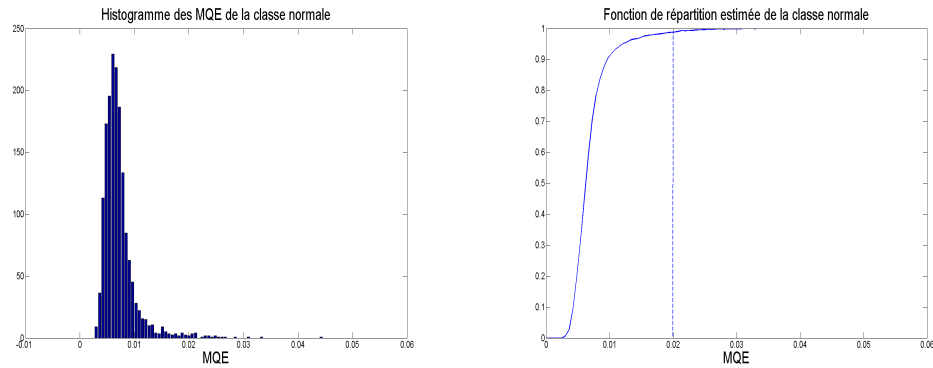 Histogramme des MQE de la classe normale
250
200
150
100
50
0
-0.01 0 0.01 0.02 0.03 0.04 0.05 0.06
MQE
Fonction de répartition estimée de la classe normale
1
0.9
0.8
0.7
0.6
0.5
0.4
0.3
0.2
0.1
0
0 0.01 0.02 0.03 0.04 0.05 0.06
MQE